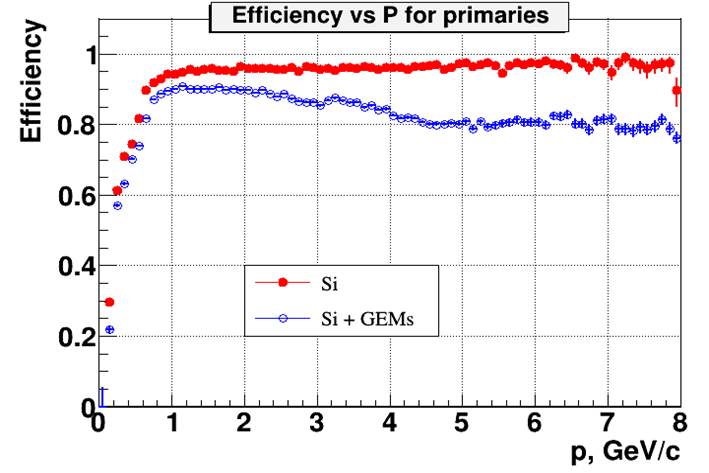 Efficiency vs P for primaries
Efficiency
1
0.8
0.6
0.4
0.2
0
Si
Si + GEMs
0 1 2 3 4 5 6 7 8
p, GeV/c